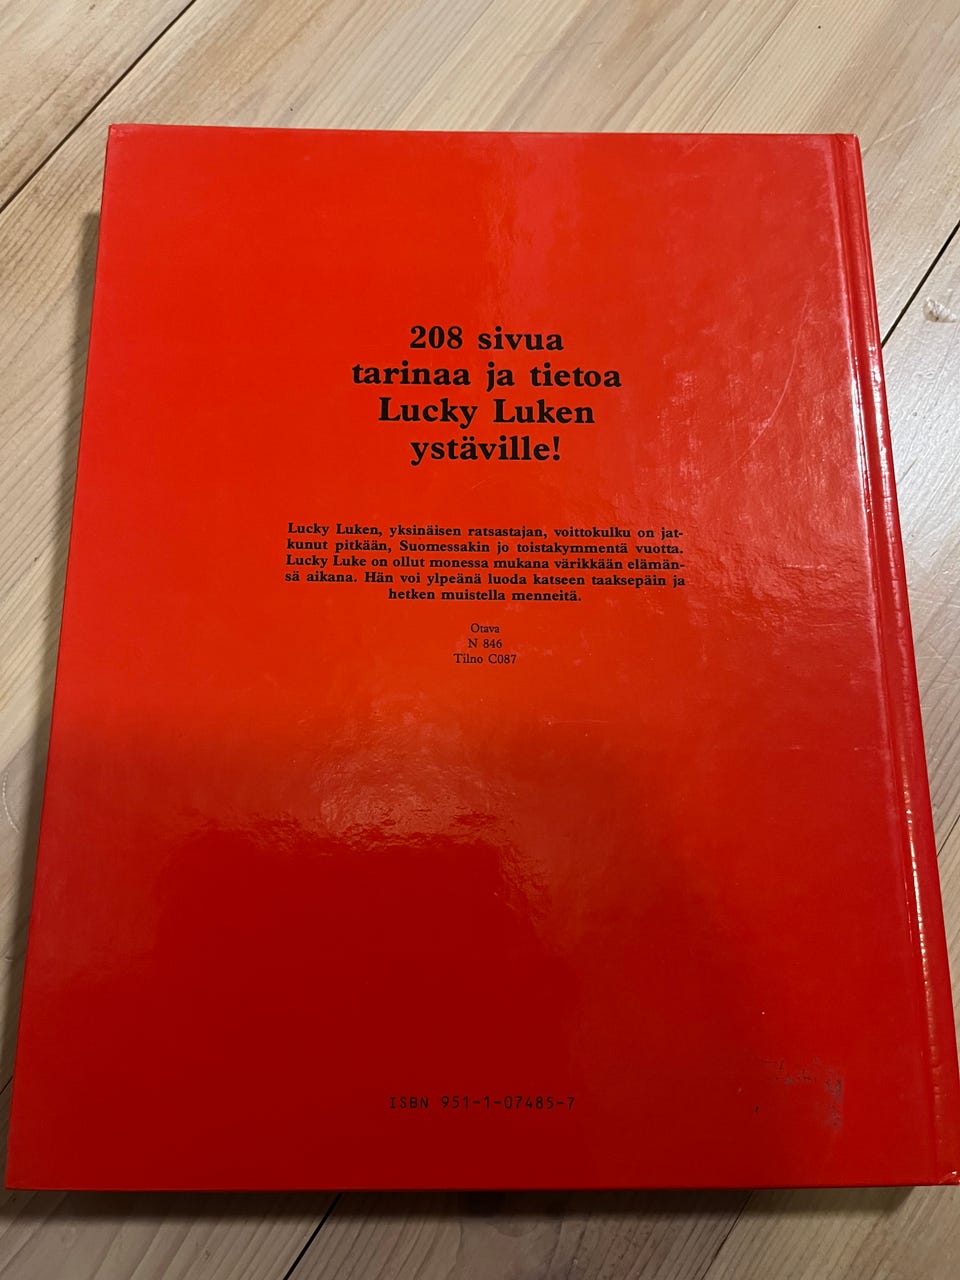 208 sivua
tarinaa ja tietoa
Lucky Luken
ystäville!
Lucky Luken, yksinäisen ratsastajan, voittokulku on jat-
kunut pitkään, Suomessakin jo toistakymmentä vuotta.
Lucky Luke on ollut monessa mukana värikkään elämän-
sä aikana. Hän voi ylpeänä luoda katseen taaksepäin ja
hetken muistella menneitä.
Otava
N 846
Tilno C087
ISBN 951-1-07485-7